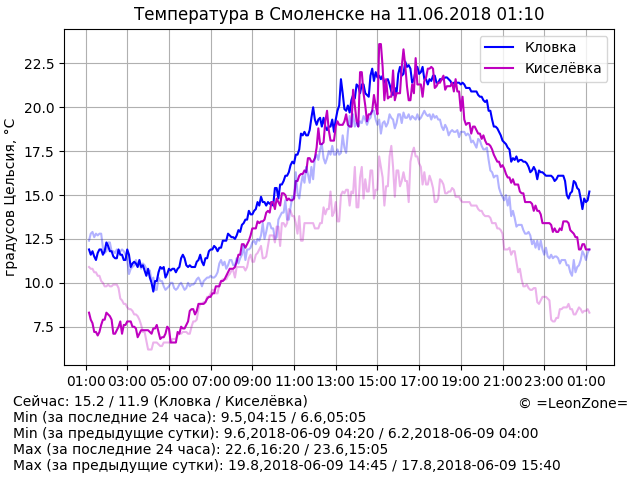 Температура в Смоленске на 11.06.2018 01:10
Кловка
Киселёвка
градусов Цельсия, °C
22.5
20.0
17.5
15.0
12.5
10.0
7.5
01:00 03:00 05:00 07:00 09:00 11:00 13:00 15:00 17:00 19:00 21:00 23:00 01:00
Сейчас: 15.2 / 11.9 (Кловка / Киселёвка)
© =LeonZone=
Min (за последние 24 часа): 9.5,04:15 / 6.6,05:05
Min (за предыдущие сутки): 9.6,2018-06-09 04:20 / 6.2,2018-06-09 04:00
Max (за последние 24 часа): 22.6,16:20 / 23.6,15:05
Max (за предыдущие сутки): 19.8,2018-06-09 14:45 / 17.8,2018-06-09 15:40